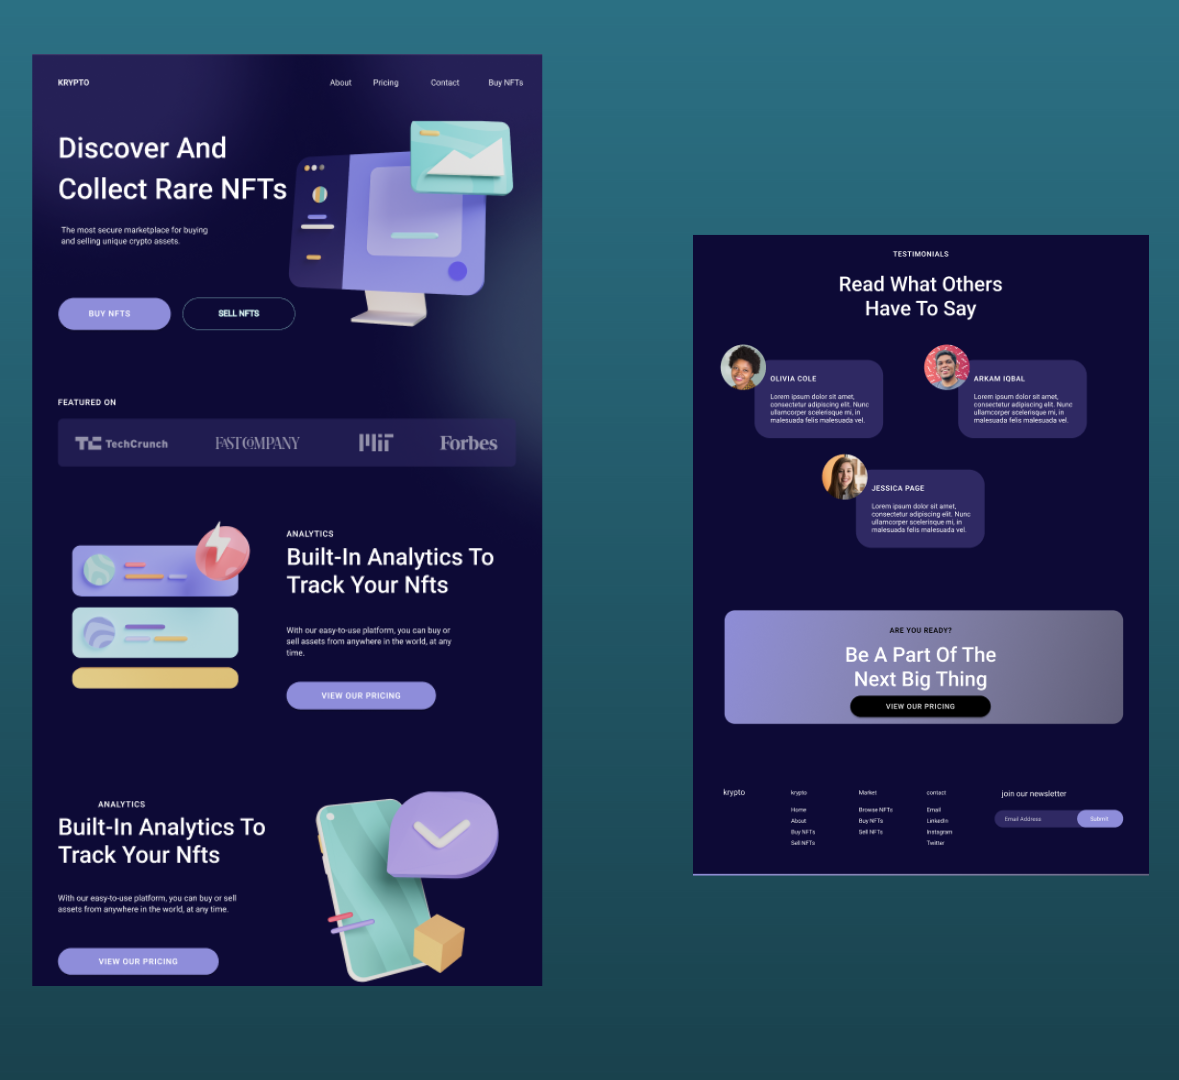 KRYPTO
About Pricing Contact Buy NFTs
Discover And
Collect Rare NFTs
The most secure marketplace for buying
and selling unique crypto assets.
BUY NFTS SELL NFTS
FEATURED ON
TechCrunch FAST COMPANY MIT Forbes
ANALYTICS
Built-In Analytics To
Track Your Nfts
With our easy-to-use platform, you can buy or
sell assets from anywhere in the world, at any
time.
VIEW OUR PRICING
ANALYTICS
Built-In Analytics To
Track Your Nfts
With our easy-to-use platform, you can buy or sell
assets from anywhere in the world, at any time.
VIEW OUR PRICING
TESTIMONIALS
Read What Others
Have To Say
OLIVIA COLE
Lorem ipsum dolor sit amet,
consectetur adipiscing elit. Nunc
ullamcorper scelerisque mi, in
malesuada felis malesuada vel.
ARKAM IQBAL
Lorem ipsum dolor sit amet,
consectetur adipiscing elit. Nunc
ullamcorper scelerisque mi, in
malesuada felis malesuada vel.
JESSICA PAGE
Lorem ipsum dolor sit amet,
consectetur adipiscing elit. Nunc
ullamcorper scelerisque mi, in
malesuada felis malesuada vel.
ARE YOU READY?
Be A Part Of The
Next Big Thing
VIEW OUR PRICING
krypto
krypto
Home
About
Buy NFTs
Sell NFTs
Market
Browse NFTs
Buy NFTs
Sell NFTs
contact
Email
LinkedIn
Instagram
Twitter
join our newsletter
Email Address Submit